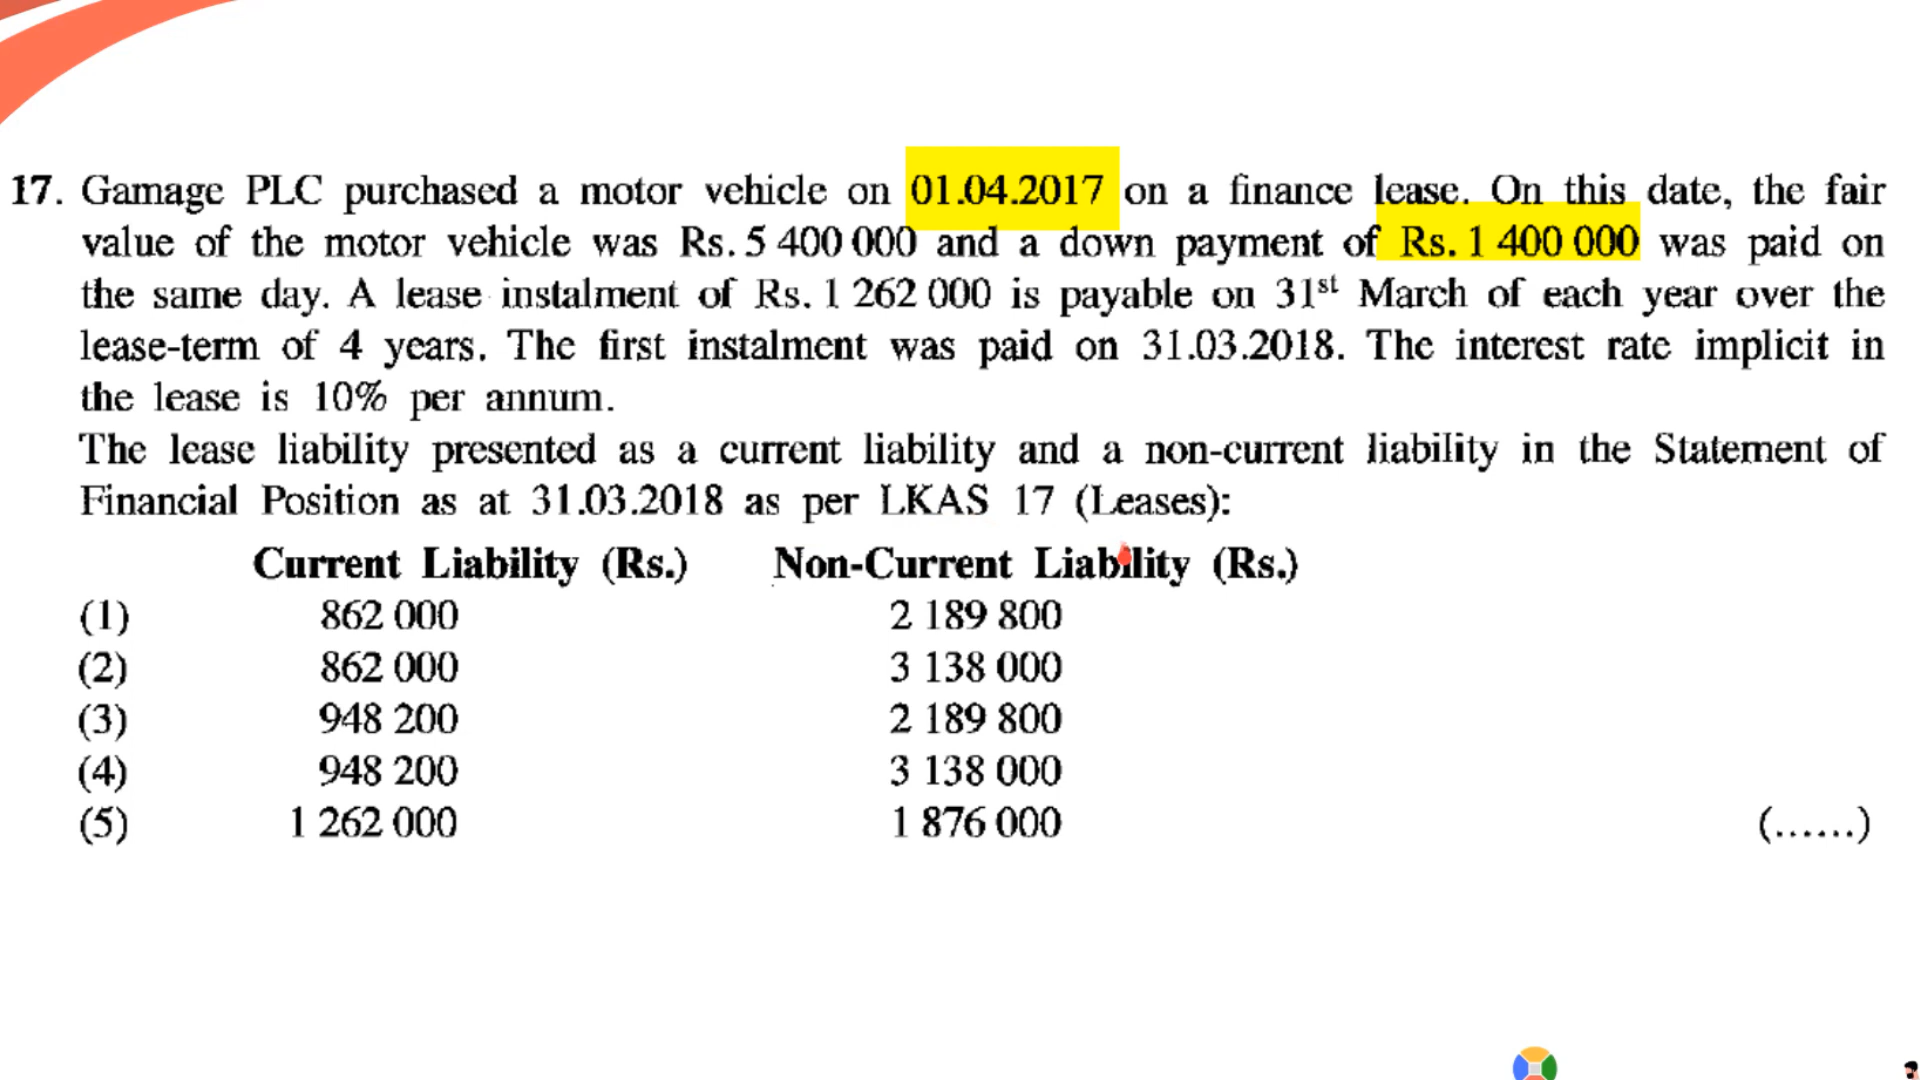 17. Gamage PLC purchased a motor vehicle on 01.04.2017 on a finance lease. On this date, the fair
value of the motor vehicle was Rs. 5 400 000 and a down payment of Rs. 1 400 000 was paid on
the same day. A lease instalment of Rs. 1 262 000 is payable on 31st March of each year over the
lease-term of 4 years. The first instalment was paid on 31.03.2018. The interest rate implicit in
the lease is 10% per annum.
The lease liability presented as a current liability and a non-current liability in the Statement of
Financial Position as at 31.03.2018 as per LKAS 17 (Leases):
Current Liability (Rs.) Non-Current Liability (Rs.)
(1) 862 000 2 189 800
(2) 862 000 3 138 000
(3) 948 200 2 189 800
(4) 948 200 3 138 000
(5) 1 262 000 1 876 000 (......)